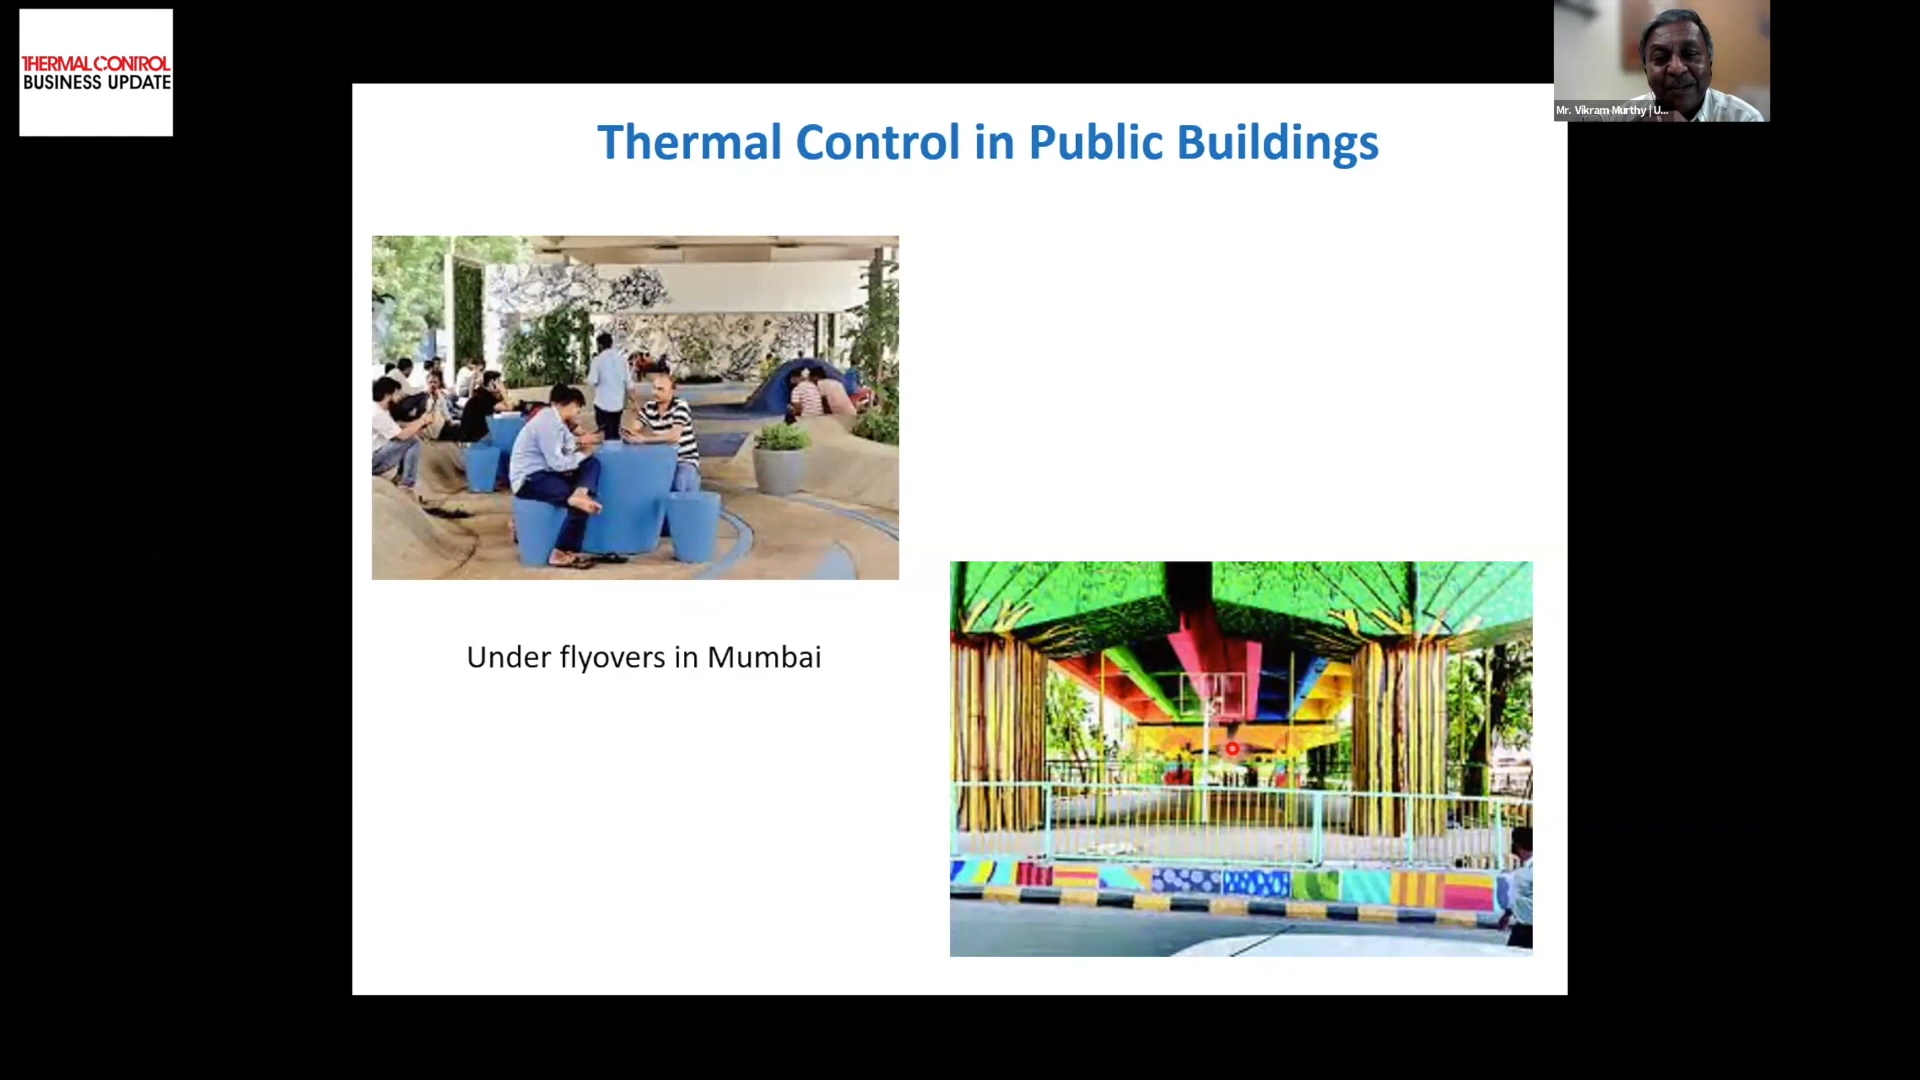 THERMAL CONTROL
BUSINESS UPDATE
Mr. Vikram Murthy | U...
Thermal Control in Public Buildings
Under flyovers in Mumbai